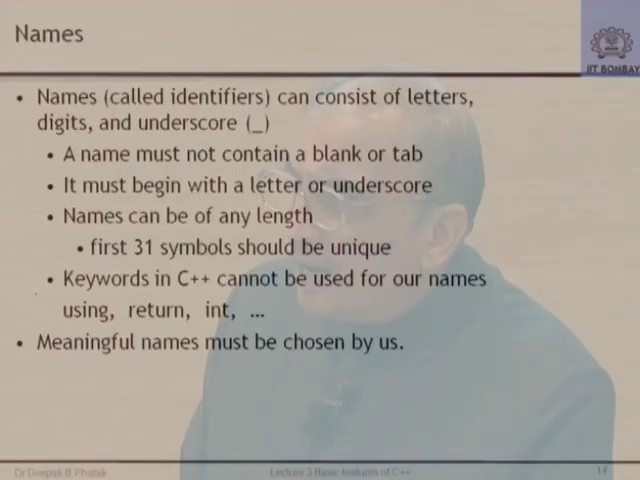 Names
IIT BOMBAY
• Names (called identifiers) can consist of letters,
digits, and underscore (_)
• A name must not contain a blank or tab
• It must begin with a letter or underscore
• Names can be of any length
• first 31 symbols should be unique
• Keywords in C++ cannot be used for our names
using, return, int, ...
• Meaningful names must be chosen by us.
Dr Deepak B Phatak
Lecture 3 Basic features of C++
14